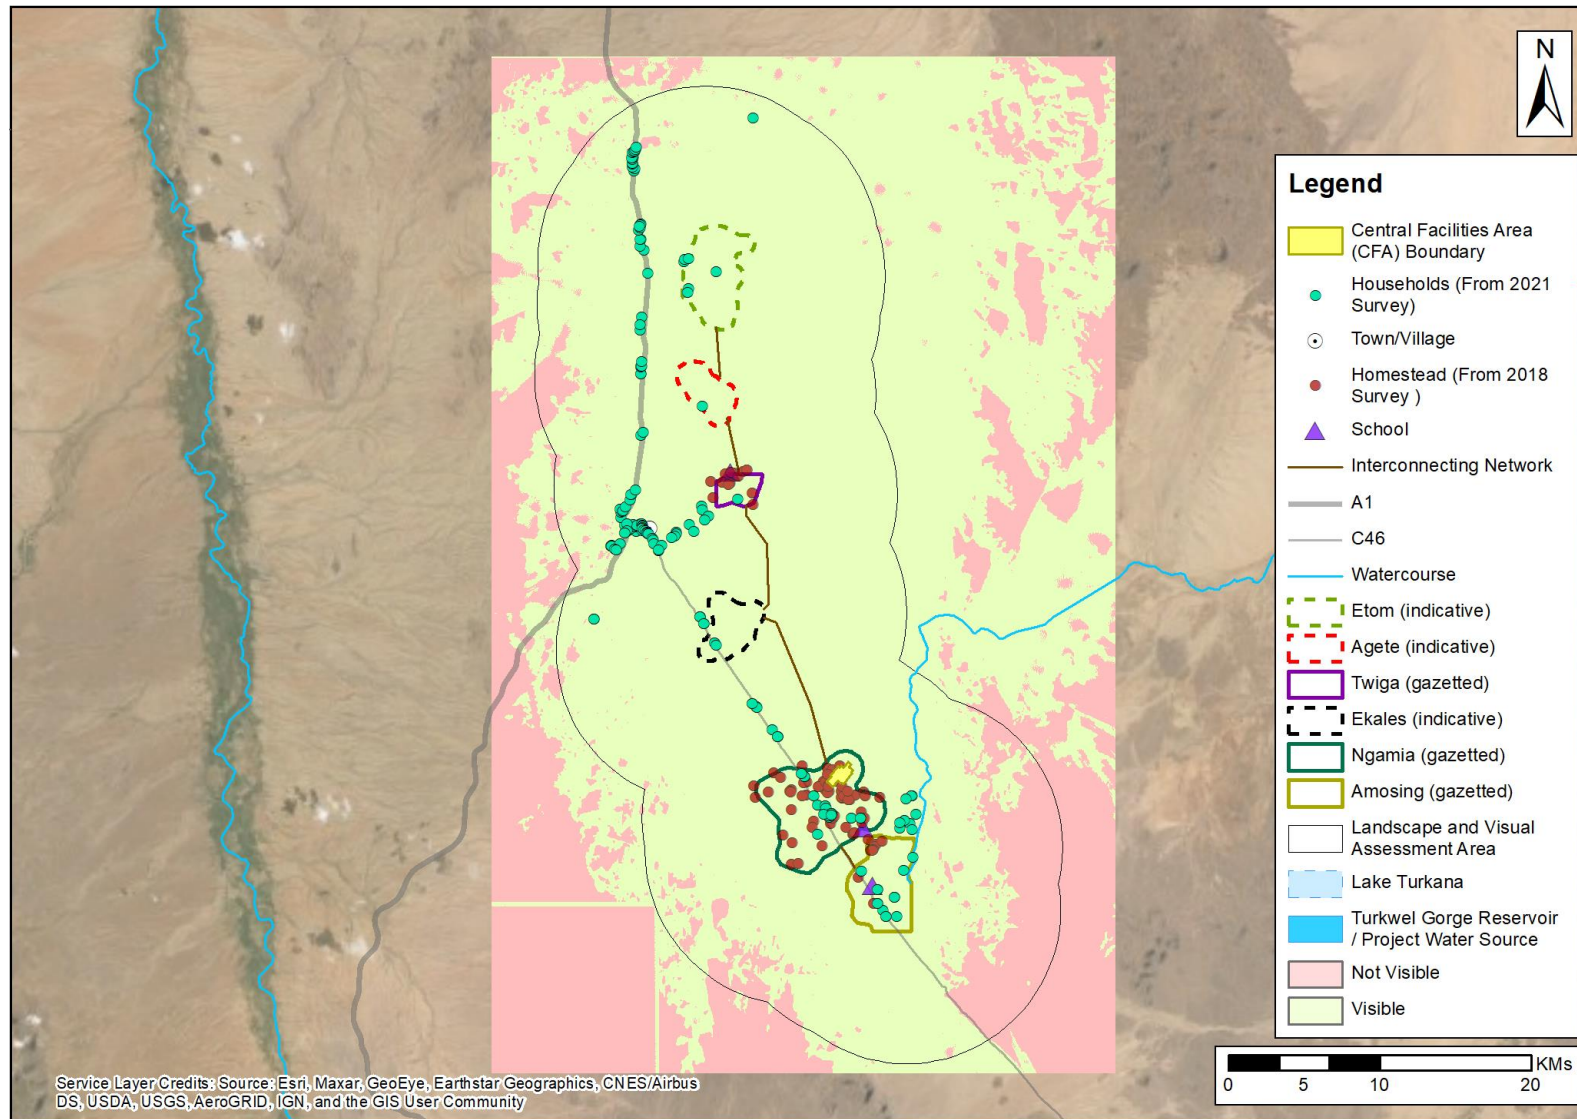 N
Legend
Central Facilities Area
(CFA) Boundary
Households (From 2021
Survey)
Town/Village
Homestead (From 2018
Survey )
School
Interconnecting Network
A1
C46
Watercourse
Etom (indicative)
Agete (indicative)
Twiga (gazetted)
Ekales (indicative)
Ngamia (gazetted)
Amosing (gazetted)
Landscape and Visual
Assessment Area
Lake Turkana
Turkwel Gorge Reservoir
/ Project Water Source
Not Visible
Visible
KMs
0 5 10 20
Service Layer Credits: Source: Esri, Maxar, GeoEye, Earthstar Geographics, CNES/Airbus
DS, USDA, USGS, AeroGRID, IGN, and the GIS User Community